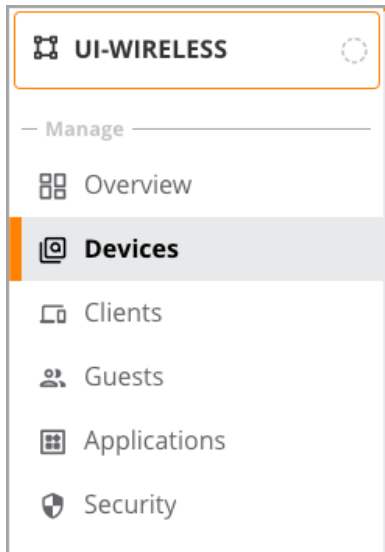 UI-WIRELESS
Manage
Overview
Devices
Clients
Guests
Applications
Security